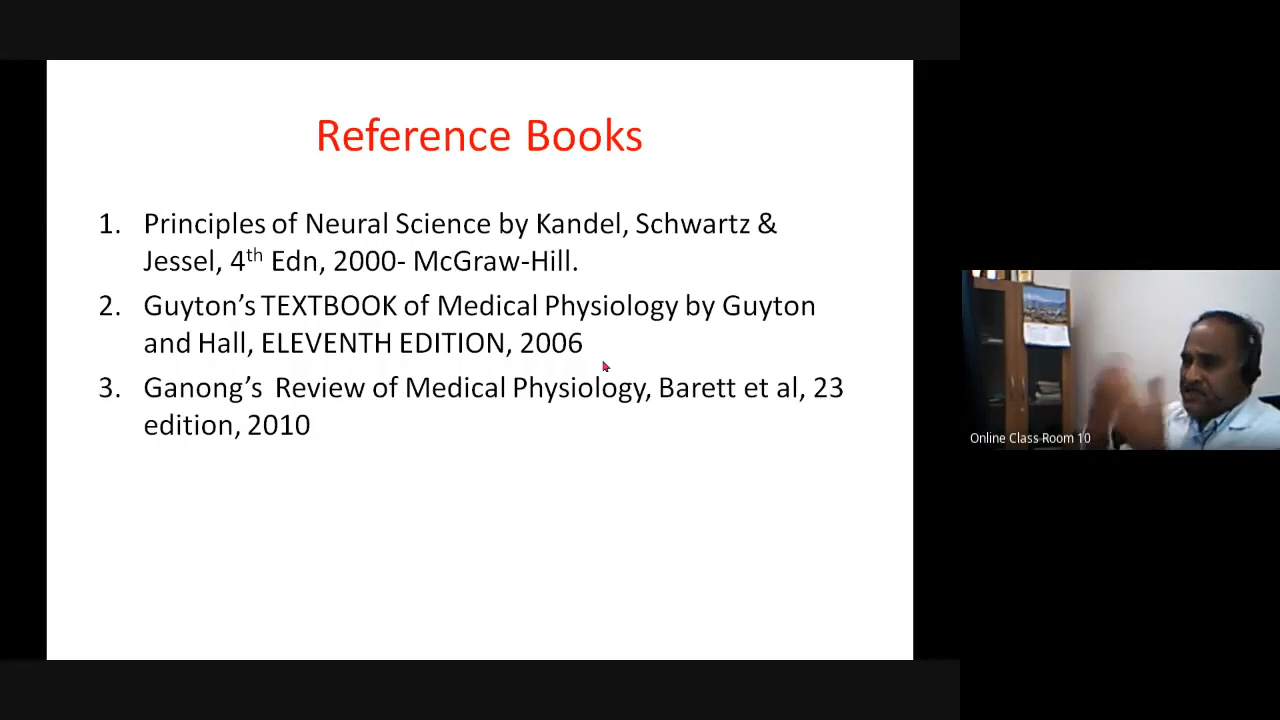 Reference Books
1. Principles of Neural Science by Kandel, Schwartz &
Jessel, 4th Edn, 2000- McGraw-Hill.
2. Guyton’s TEXTBOOK of Medical Physiology by Guyton
and Hall, ELEVENTH EDITION, 2006
3. Ganong’s Review of Medical Physiology, Barett et al, 23
edition, 2010
Online Class Room 10